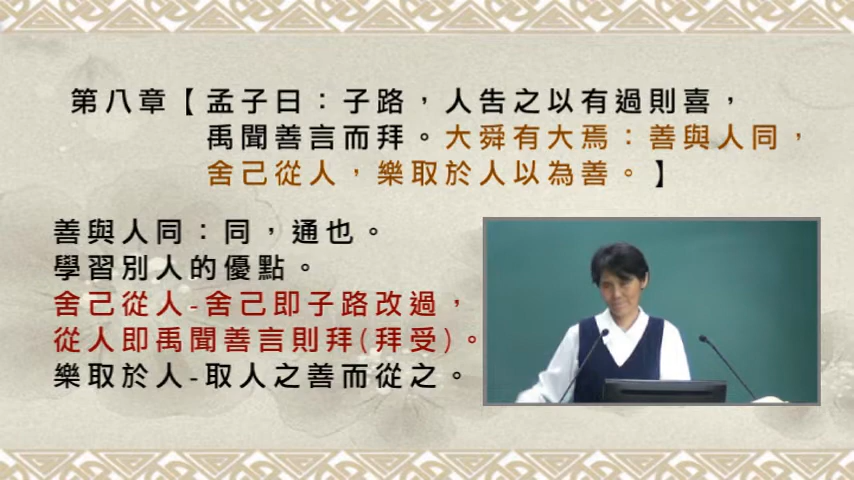 第八章【孟子曰：子路，人告之以有過則喜，
禹聞善言而拜。大舜有大焉：善與人同，
舍己從人，樂取於人以為善。】
善與人同：同，通也。
學習別人的優點。
舍己從人-舍己即子路改過，
從人即禹聞善言則拜(拜受)。
樂取於人-取人之善而從之。